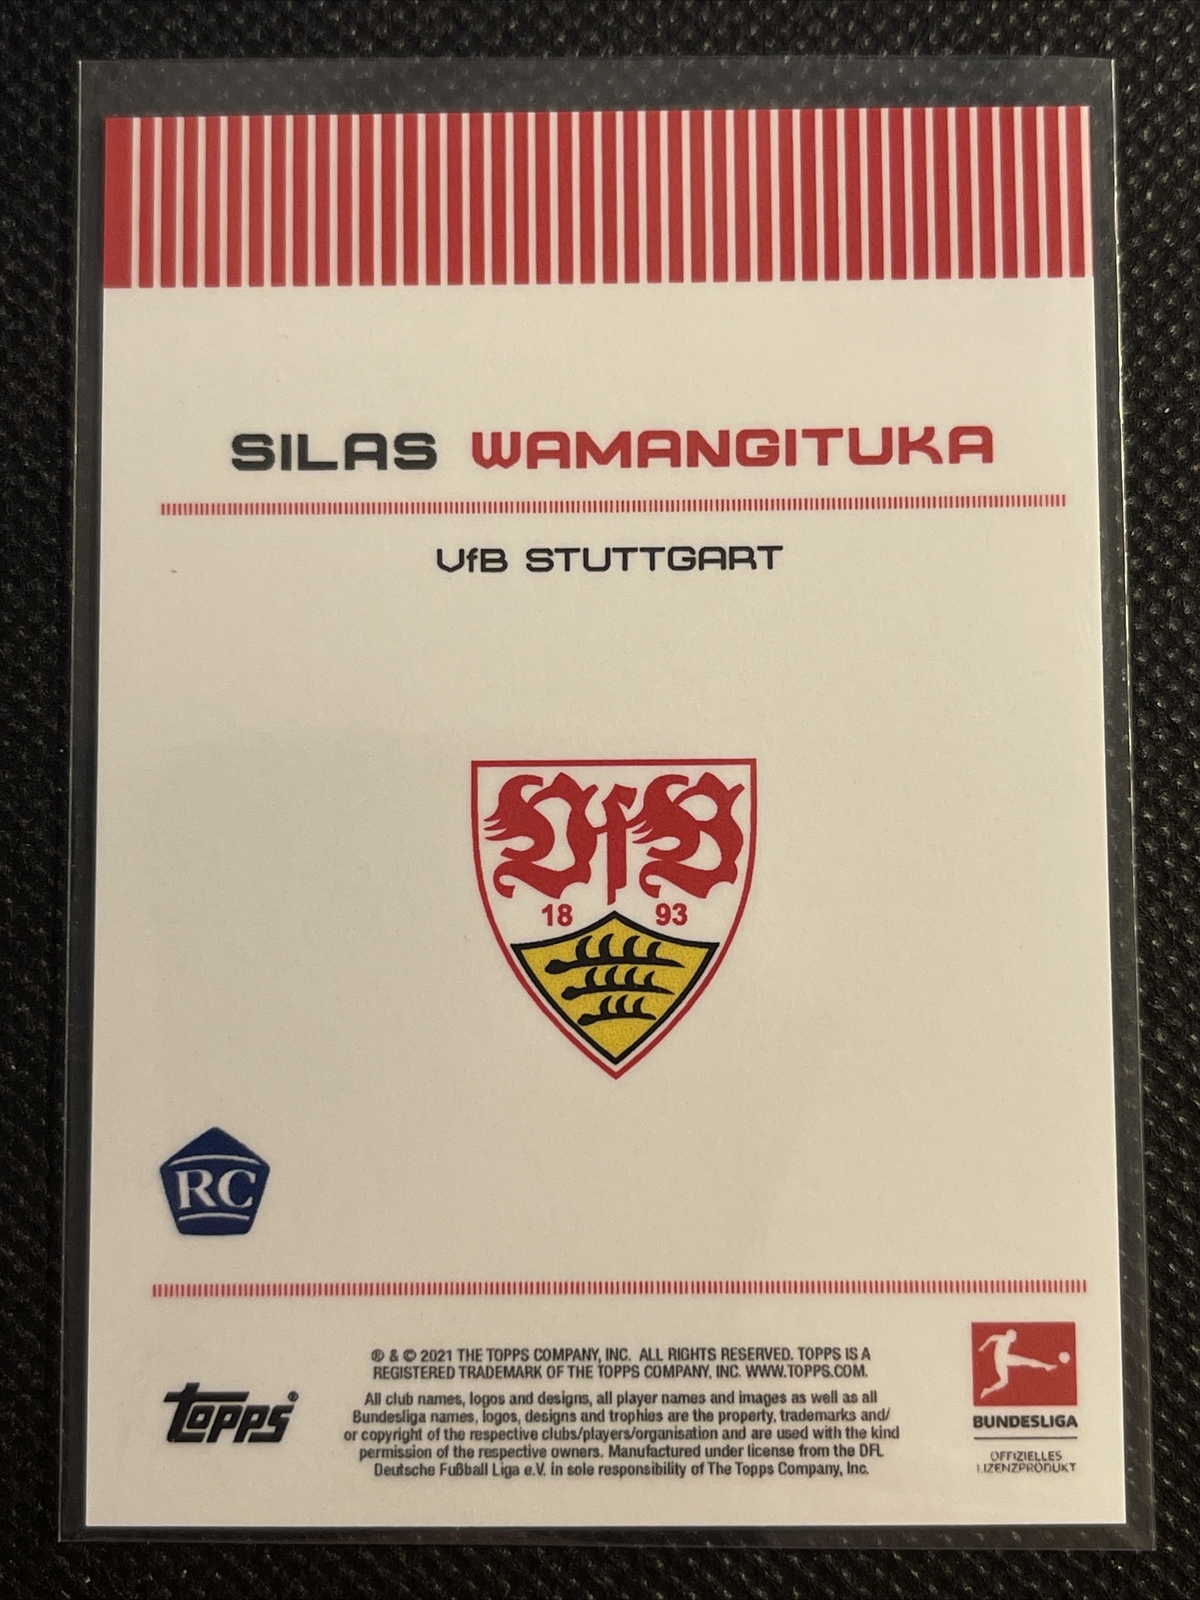 SILAS WAMANGITUKA
VfB STUTTGART
VfB
18 93
RC
® & © 2021 THE TOPPS COMPANY, INC. ALL RIGHTS RESERVED. TOPPS IS A
REGISTERED TRADEMARK OF THE TOPPS COMPANY, INC. WWW.TOPPS.COM.
All club names, logos and designs, all player names and images as well as all
Bundesliga names, logos, designs and trophies are the property, trademarks and/
or copyright of the respective clubs/players/organisation and are used with the kind
permission of the respective owners. Manufactured under license from the DFL
Deutsche Fußball Liga e.V. in sole responsibility of The Topps Company, Inc.
Topps®
BUNDESLIGA
OFFIZIELLES
LIZENZPRODUKT